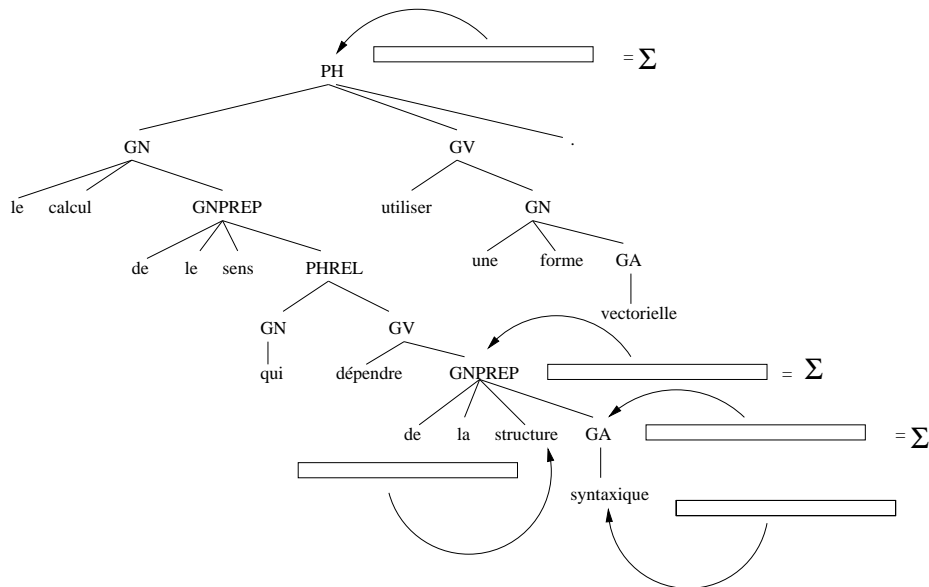 = Σ
PH
GN GV .
le calcul GNPREP utiliser GN
de le sens PHREL une forme GA
GN GV vectorielle
qui dépendre GNPREP = Σ
de la structure GA = Σ
syntaxique